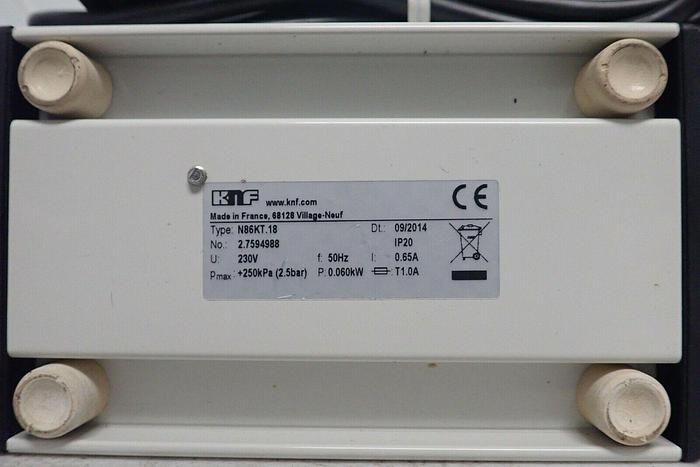 KNF www.knf.com
Made in France, 68128 Village-Neuf
Type: N86KT.18 Dt.: 09/2014
No.: 2.7594988 IP20
U: 230V f: 50Hz I: 0.65A
Pmax: +250kPa (2.5bar) P: 0.060kW T1.0A
CE